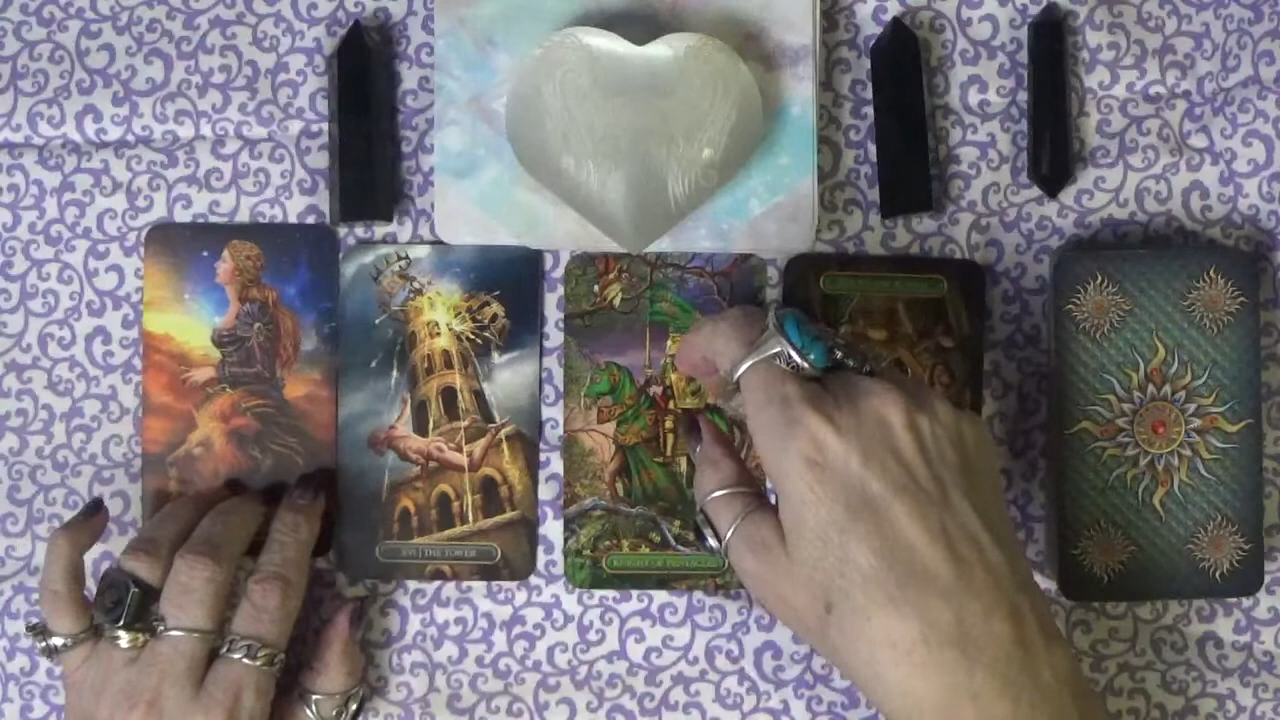 XVI | THE TOWER
KNIGHT OF PENTACLES